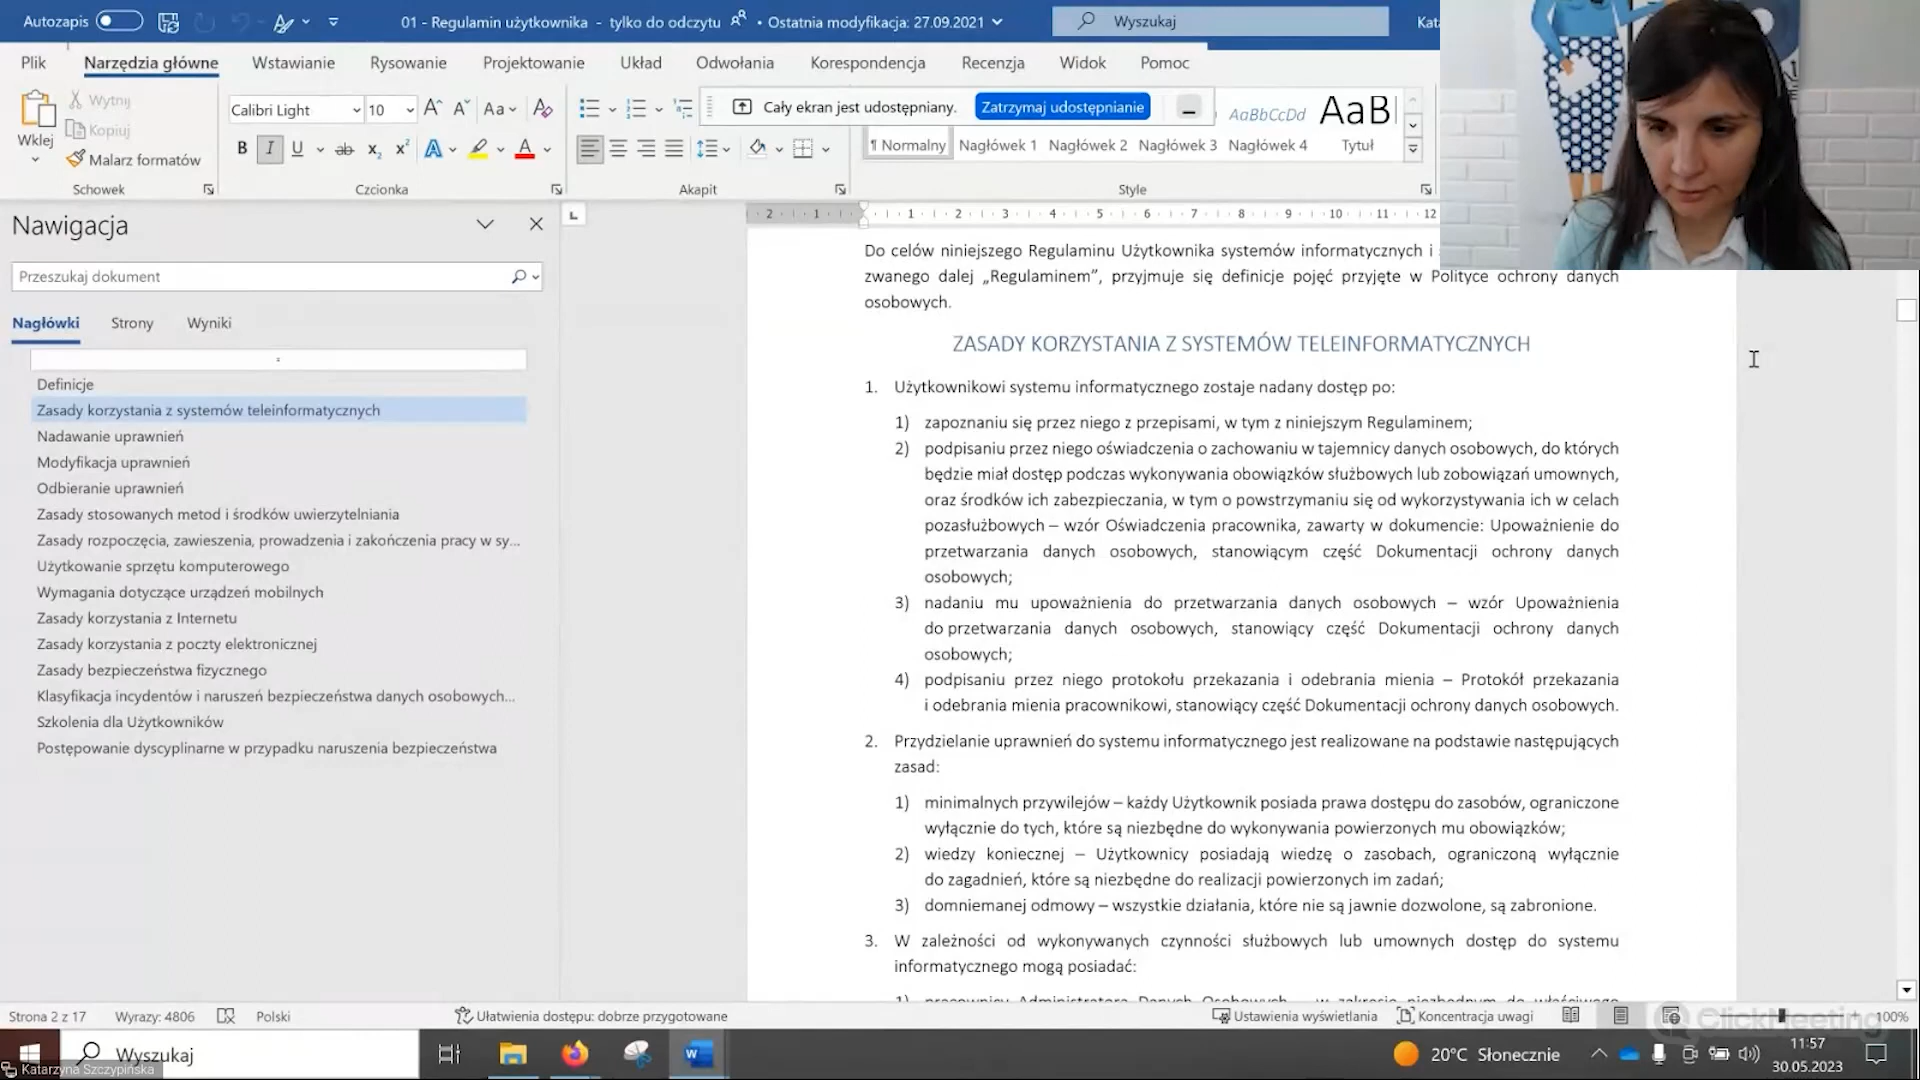 Autozapis
01 - Regulamin użytkownika - tylko do odczytu • Ostatnia modyfikacja: 27.09.2021
Wyszukaj
Plik Narzędzia główne Wstawianie Rysowanie Projektowanie Układ Odwołania Korespondencja Recenzja Widok Pomoc
Wklej
Wytnij
Kopiuj
Malarz formatów
Schowek
Calibri Light 10
Czcionka
Akapit
Cały ekran jest udostępniany. Zatrzymaj udostępnianie
AaBbCcDd AaB
¶ Normalny Nagłówek 1 Nagłówek 2 Nagłówek 3 Nagłówek 4 Tytuł
Style
Nawigacja
Przeszukaj dokument
Nagłówki Strony Wyniki
Definicje
Zasady korzystania z systemów teleinformatycznych
Nadawanie uprawnień
Modyfikacja uprawnień
Odbieranie uprawnień
Zasady stosowanych metod i środków uwierzytelniania
Zasady rozpoczęcia, zawieszenia, prowadzenia i zakończenia pracy w sy...
Użytkowanie sprzętu komputerowego
Wymagania dotyczące urządzeń mobilnych
Zasady korzystania z Internetu
Zasady korzystania z poczty elektronicznej
Zasady bezpieczeństwa fizycznego
Klasyfikacja incydentów i naruszeń bezpieczeństwa danych osobowych...
Szkolenia dla Użytkowników
Postępowanie dyscyplinarne w przypadku naruszenia bezpieczeństwa
2 1 1 2 3 4 5 6 7 8 9 10 11 12
Do celów niniejszego Regulaminu Użytkownika systemów informatycznych i
zwanego dalej „Regulaminem”, przyjmuje się definicje pojęć przyjęte w Polityce ochrony danych
osobowych.
ZASADY KORZYSTANIA Z SYSTEMÓW TELEINFORMATYCZNYCH
1. Użytkownikowi systemu informatycznego zostaje nadany dostęp po:
1) zapoznaniu się przez niego z przepisami, w tym z niniejszym Regulaminem;
2) podpisaniu przez niego oświadczenia o zachowaniu w tajemnicy danych osobowych, do których
będzie miał dostęp podczas wykonywania obowiązków służbowych lub zobowiązań umownych,
oraz środków ich zabezpieczania, w tym o powstrzymaniu się od wykorzystywania ich w celach
pozasłużbowych – wzór Oświadczenia pracownika, zawarty w dokumencie: Upoważnienie do
przetwarzania danych osobowych, stanowiącym część Dokumentacji ochrony danych
osobowych;
3) nadaniu mu upoważnienia do przetwarzania danych osobowych – wzór Upoważnienia
do przetwarzania danych osobowych, stanowiący część Dokumentacji ochrony danych
osobowych;
4) podpisaniu przez niego protokołu przekazania i odebrania mienia – Protokół przekazania
i odebrania mienia pracownikowi, stanowiący część Dokumentacji ochrony danych osobowych.
2. Przydzielanie uprawnień do systemu informatycznego jest realizowane na podstawie następujących
zasad:
1) minimalnych przywilejów – każdy Użytkownik posiada prawa dostępu do zasobów, ograniczone
wyłącznie do tych, które są niezbędne do wykonywania powierzonych mu obowiązków;
2) wiedzy koniecznej – Użytkownicy posiadają wiedzę o zasobach, ograniczoną wyłącznie
do zagadnień, które są niezbędne do realizacji powierzonych im zadań;
3) domniemanej odmowy – wszystkie działania, które nie są jawnie dozwolone, są zabronione.
3. W zależności od wykonywanych czynności służbowych lub umownych dostęp do systemu
informatycznego mogą posiadać:
Strona 2 z 17 Wyrazy: 4806 Polski Ułatwienia dostępu: dobrze przygotowane Ustawienia wyświetlania Koncentracja uwagi 100%
ClickMeeting
Wyszukaj
20°C Słonecznie
11:57
30.05.2023
Katarzyna Szczypińska